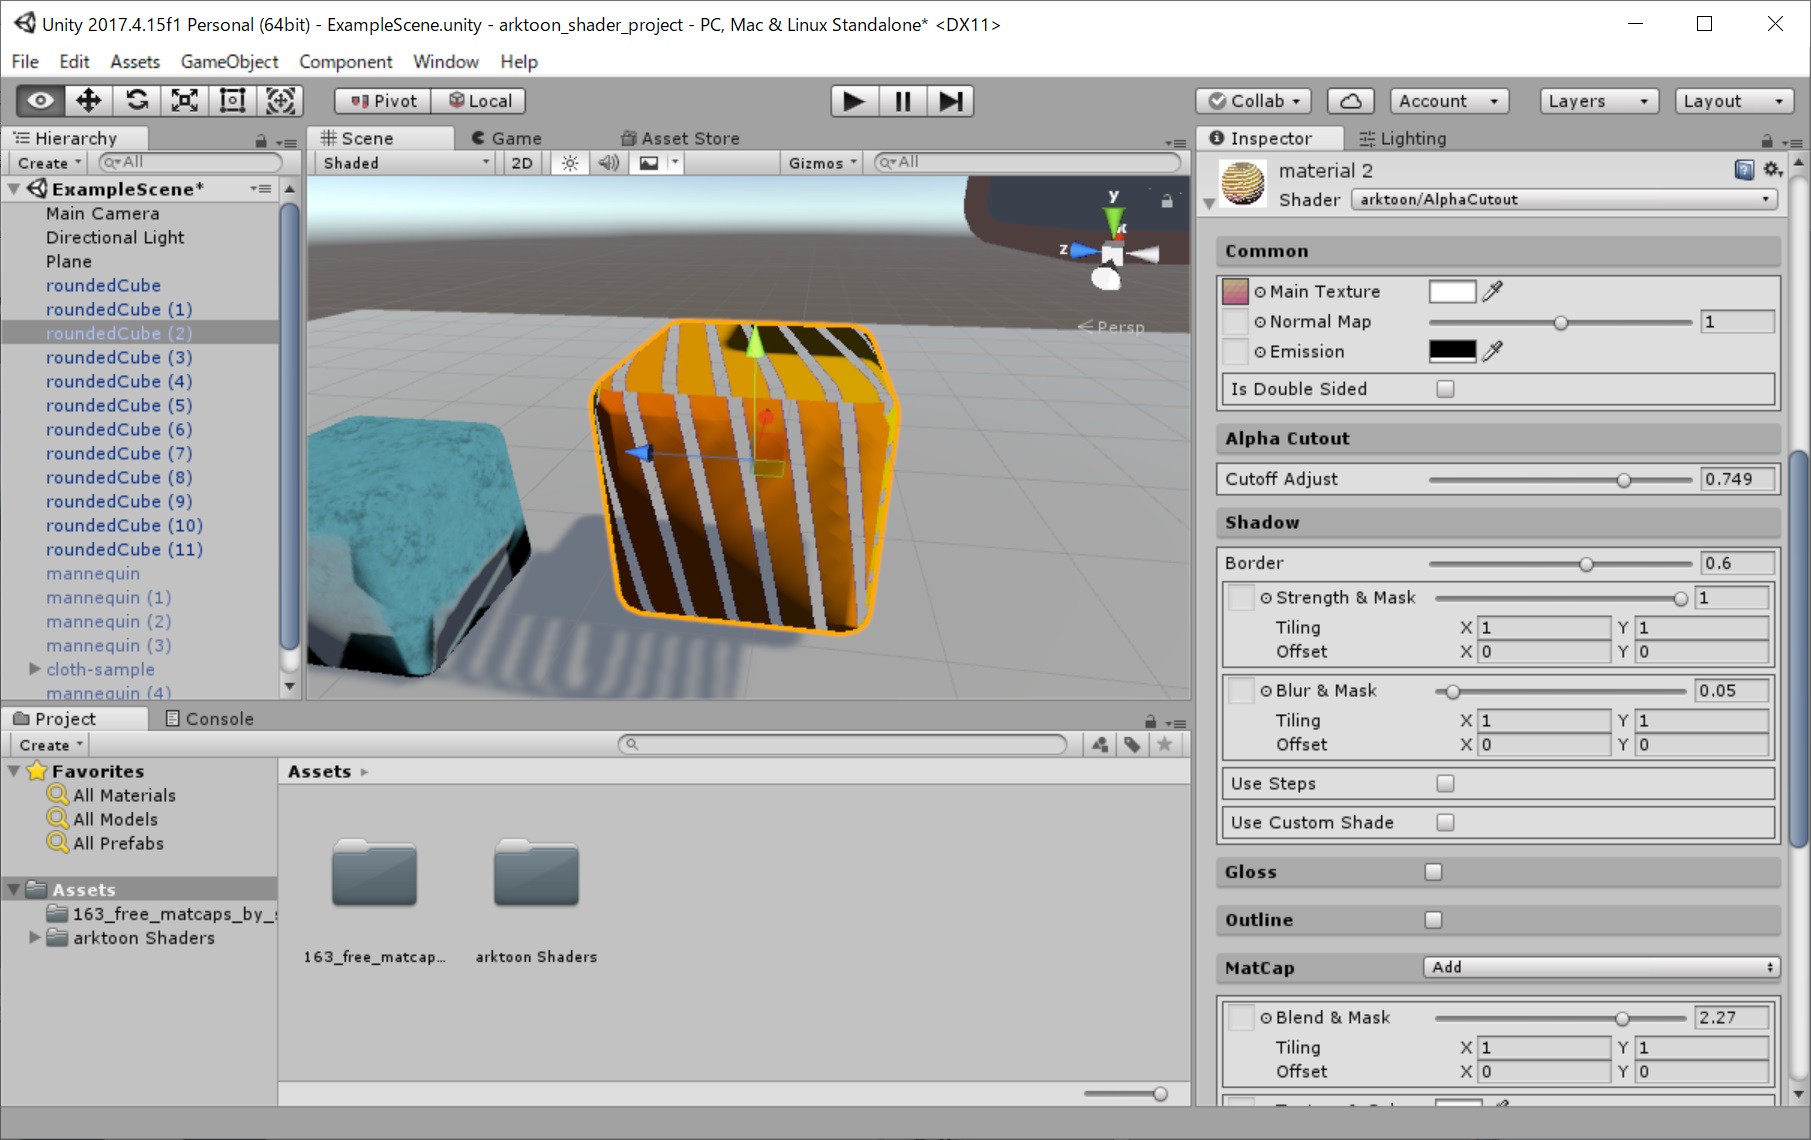 Unity 2017.4.15f1 Personal (64bit) - ExampleScene.unity - arktoon_shader_project - PC, Mac & Linux Standalone* <DX11>
File Edit Assets GameObject Component Window Help
Pivot Local Collab Account Layers Layout
Hierarchy
Create All
ExampleScene*
Main Camera
Directional Light
Plane
roundedCube
roundedCube (1)
roundedCube (2)
roundedCube (3)
roundedCube (4)
roundedCube (5)
roundedCube (6)
roundedCube (7)
roundedCube (8)
roundedCube (9)
roundedCube (10)
roundedCube (11)
mannequin
mannequin (1)
mannequin (2)
mannequin (3)
cloth-sample
mannequin (4)
Scene Game Asset Store
Shaded 2D Gizmos All
y
x
z
Persp
Project Console
Create
Favorites
All Materials
All Models
All Prefabs
Assets
163_free_matcaps_by_
arktoon Shaders
Assets
163_free_matcap...
arktoon Shaders
Inspector Lighting
material 2
Shader arktoon/AlphaCutout
Common
Main Texture
Normal Map 1
Emission
Is Double Sided
Alpha Cutout
Cutoff Adjust 0.749
Shadow
Border 0.6
Strength & Mask 1
Tiling X 1 Y 1
Offset X 0 Y 0
Blur & Mask 0.05
Tiling X 1 Y 1
Offset X 0 Y 0
Use Steps
Use Custom Shade
Gloss
Outline
MatCap Add
Blend & Mask 2.27
Tiling X 1 Y 1
Offset X 0 Y 0